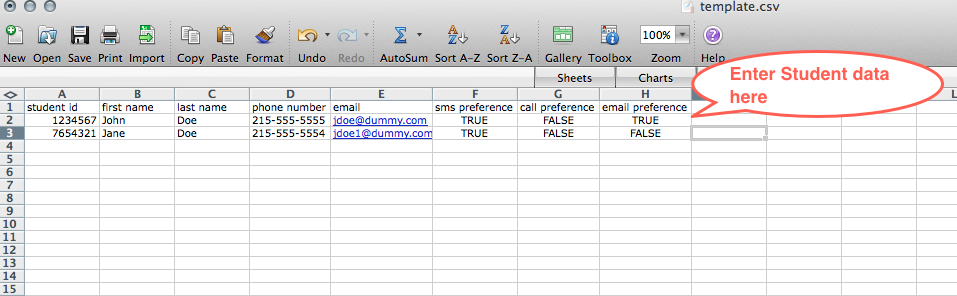 template.csv
New Open Save Print Import Copy Paste Format Undo Redo AutoSum Sort A-Z Sort Z-A Gallery Toolbox Zoom Help
100%
Sheets Charts
Enter Student data
here
A B C D E F G H L
1 student id first name last name phone number email sms preference call preference email preference
2 1234567 John Doe 215-555-5555 jdoe@dummy.com TRUE FALSE TRUE
3 7654321 Jane Doe 215-555-5554 jdoe1@dummy.com TRUE FALSE FALSE
4
5
6
7
8
9
10
11
12
13
14
15